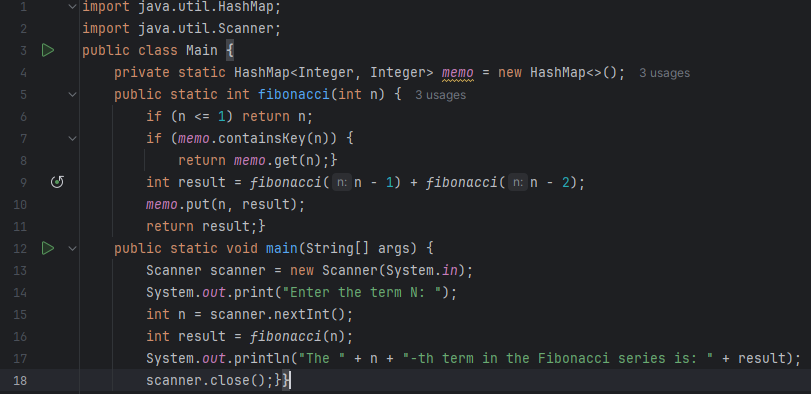 1 import java.util.HashMap;
2 import java.util.Scanner;
3 public class Main {
4 private static HashMap<Integer, Integer> memo = new HashMap<>(); 3 usages
5 public static int fibonacci(int n) { 3 usages
6 if (n <= 1) return n;
7 if (memo.containsKey(n)) {
8 return memo.get(n);}
9 int result = fibonacci( n: n - 1) + fibonacci( n: n - 2);
10 memo.put(n, result);
11 return result;}
12 public static void main(String[] args) {
13 Scanner scanner = new Scanner(System.in);
14 System.out.print("Enter the term N: ");
15 int n = scanner.nextInt();
16 int result = fibonacci(n);
17 System.out.println("The " + n + "-th term in the Fibonacci series is: " + result);
18 scanner.close();}}